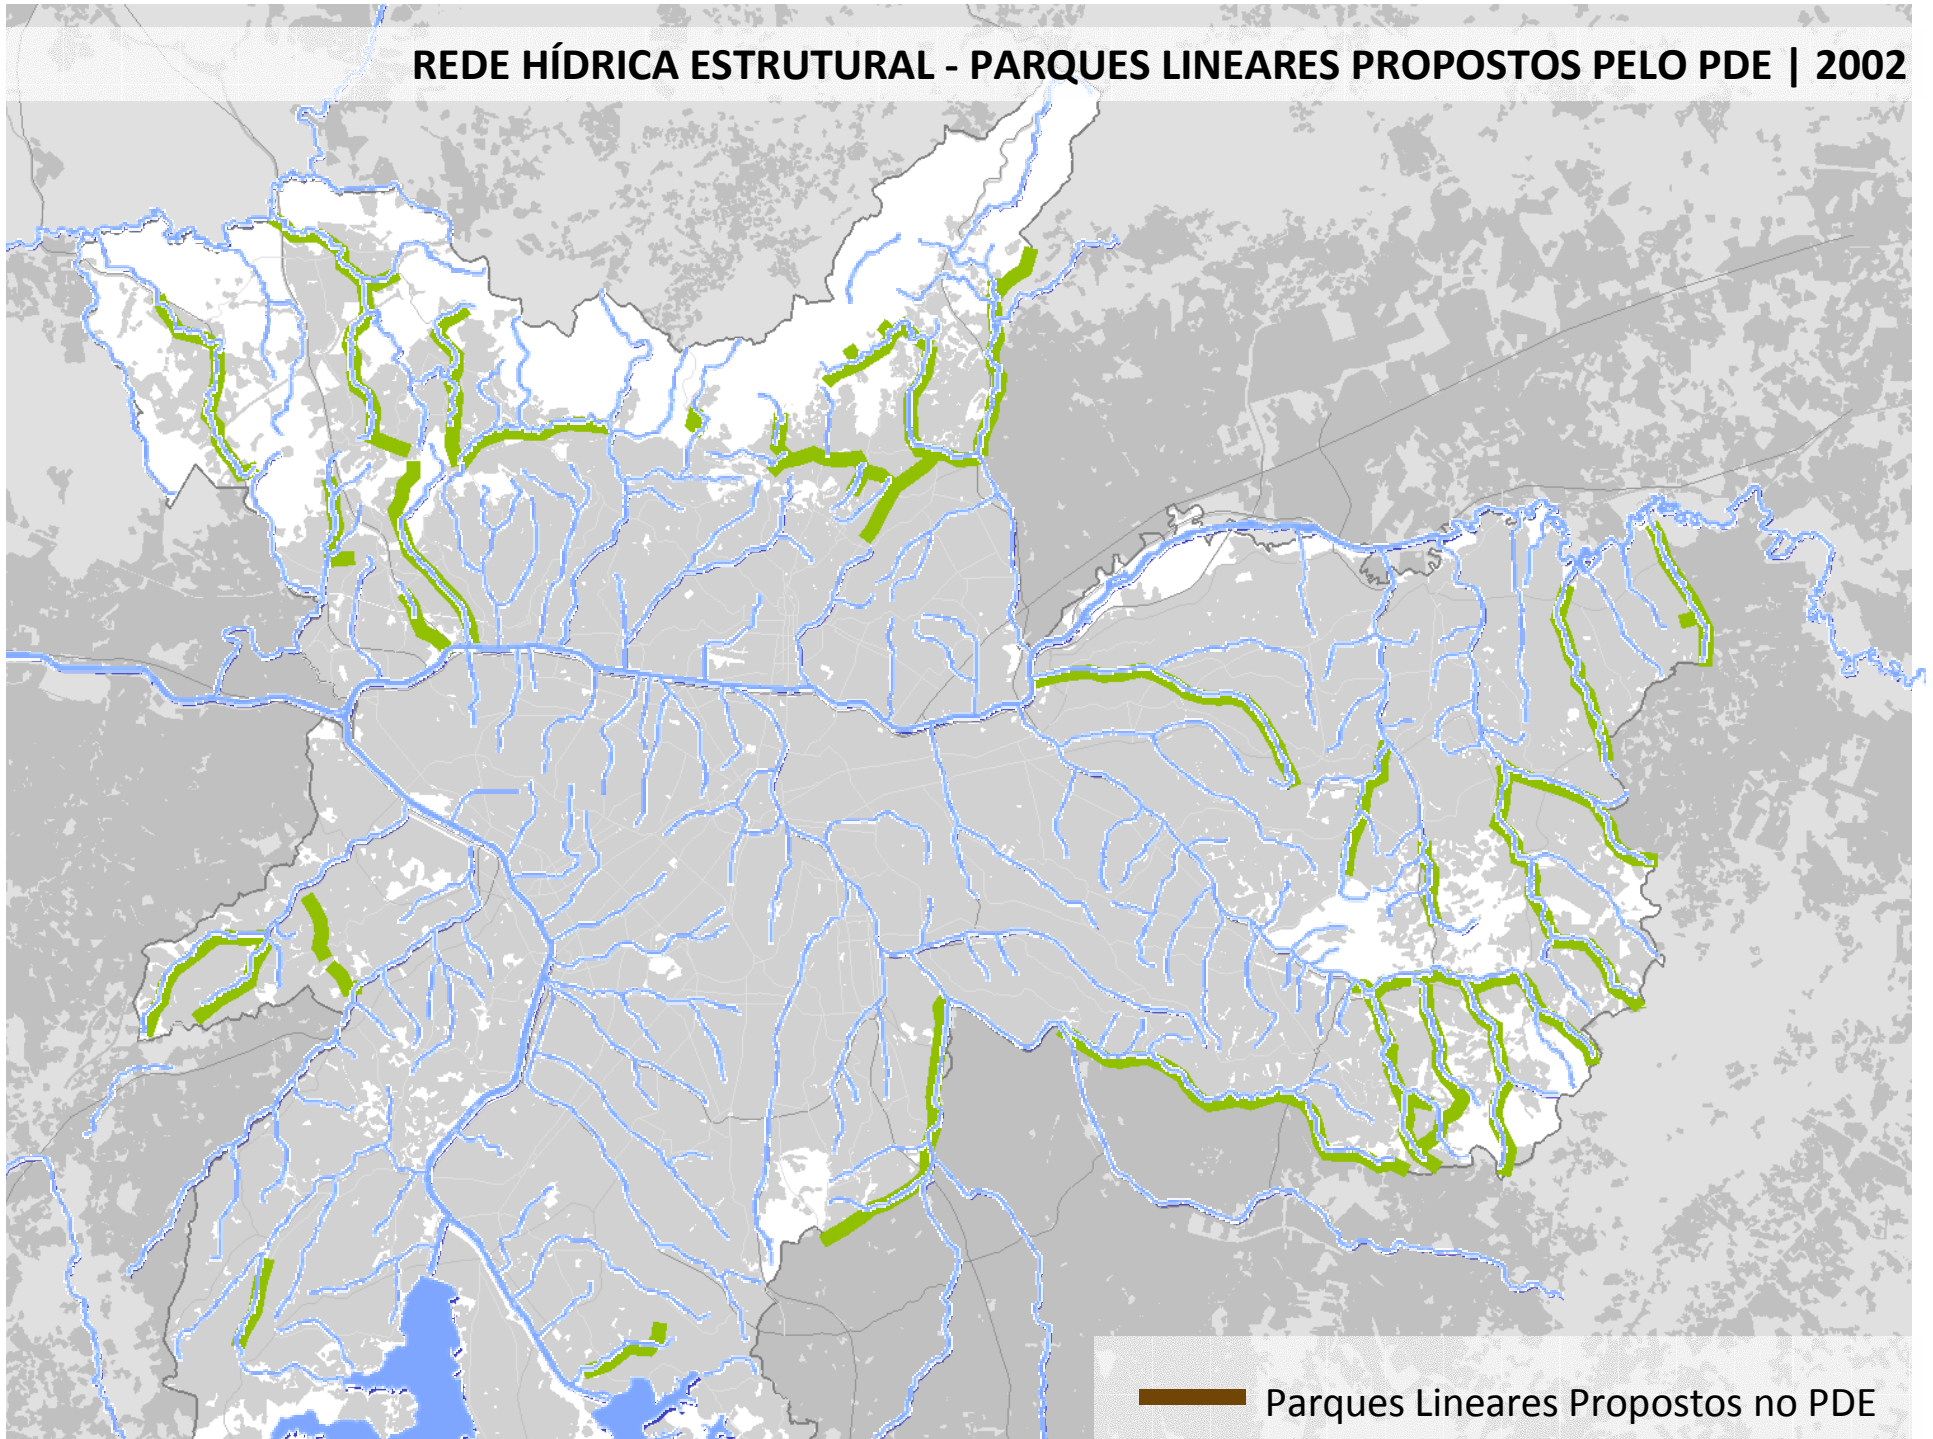 REDE HÍDRICA ESTRUTURAL - PARQUES LINEARES PROPOSTOS PELO PDE | 2002
Parques Lineares Propostos no PDE